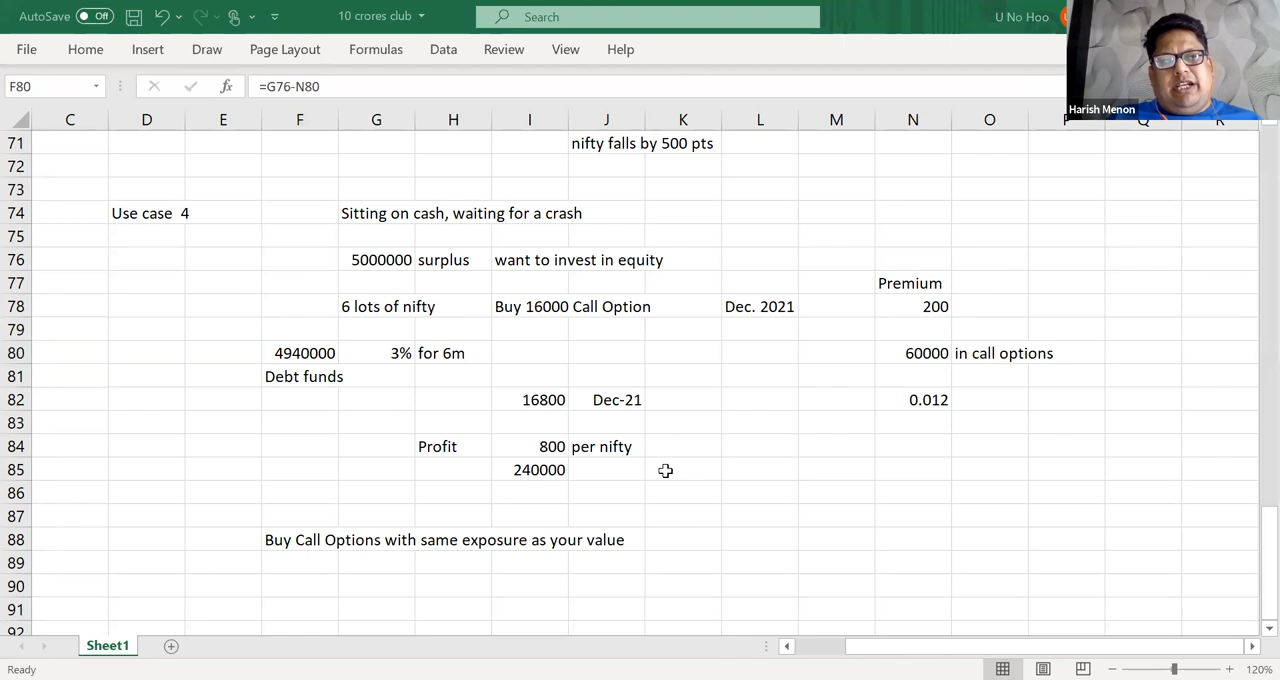 AutoSave Off 10 crores club Search U No Hoo
File Home Insert Draw Page Layout Formulas Data Review View Help
Harish Menon
F80 fx =G76-N80
C D E F G H I J K L M N O P Q R
71 nifty falls by 500 pts
72
73
74 Use case 4 Sitting on cash, waiting for a crash
75
76 5000000 surplus want to invest in equity
77 Premium
78 6 lots of nifty Buy 16000 Call Option Dec. 2021 200
79
80 4940000 3% for 6m 60000 in call options
81 Debt funds
82 16800 Dec-21 0.012
83
84 Profit 800 per nifty
85 240000
86
87
88 Buy Call Options with same exposure as your value
89
90
91
92
Sheet1
Ready 120%